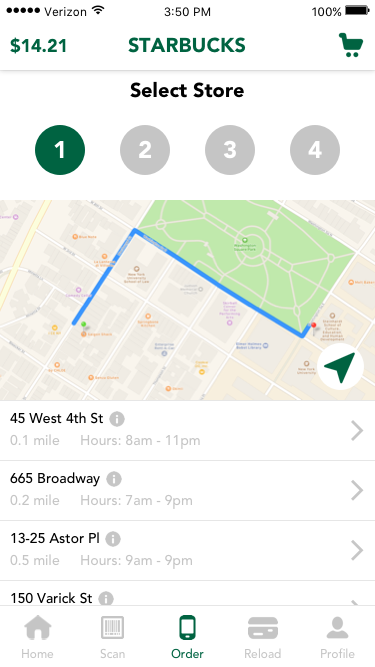 Verizon 3:50 PM 100%
$14.21 STARBUCKS
Select Store
1 2 3 4
45 West 4th St
0.1 mile Hours: 8am - 11pm
665 Broadway
0.2 mile Hours: 7am - 9pm
13-25 Astor Pl
0.5 mile Hours: 9am - 9pm
150 Varick St
Home Scan Order Reload Profile